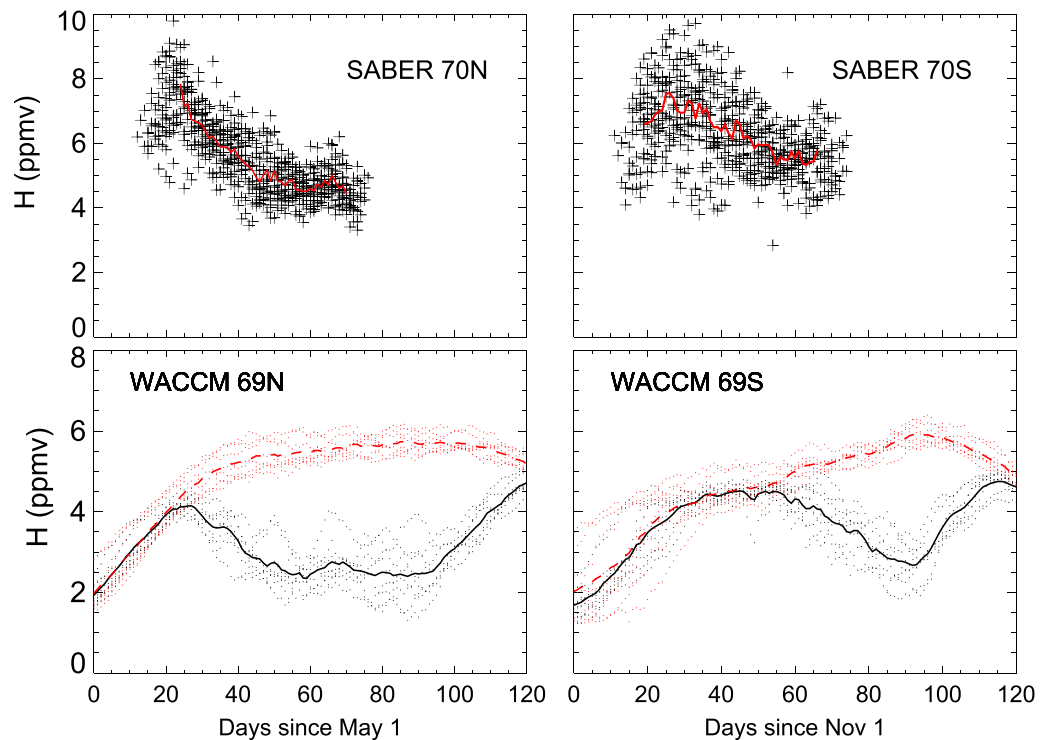 10
8
6
4
2
0
H (ppmv)
SABER 70N
SABER 70S
8
6
4
2
0
H (ppmv)
WACCM 69N
WACCM 69S
0 20 40 60 80 100 120
0 20 40 60 80 100 120
Days since May 1
Days since Nov 1